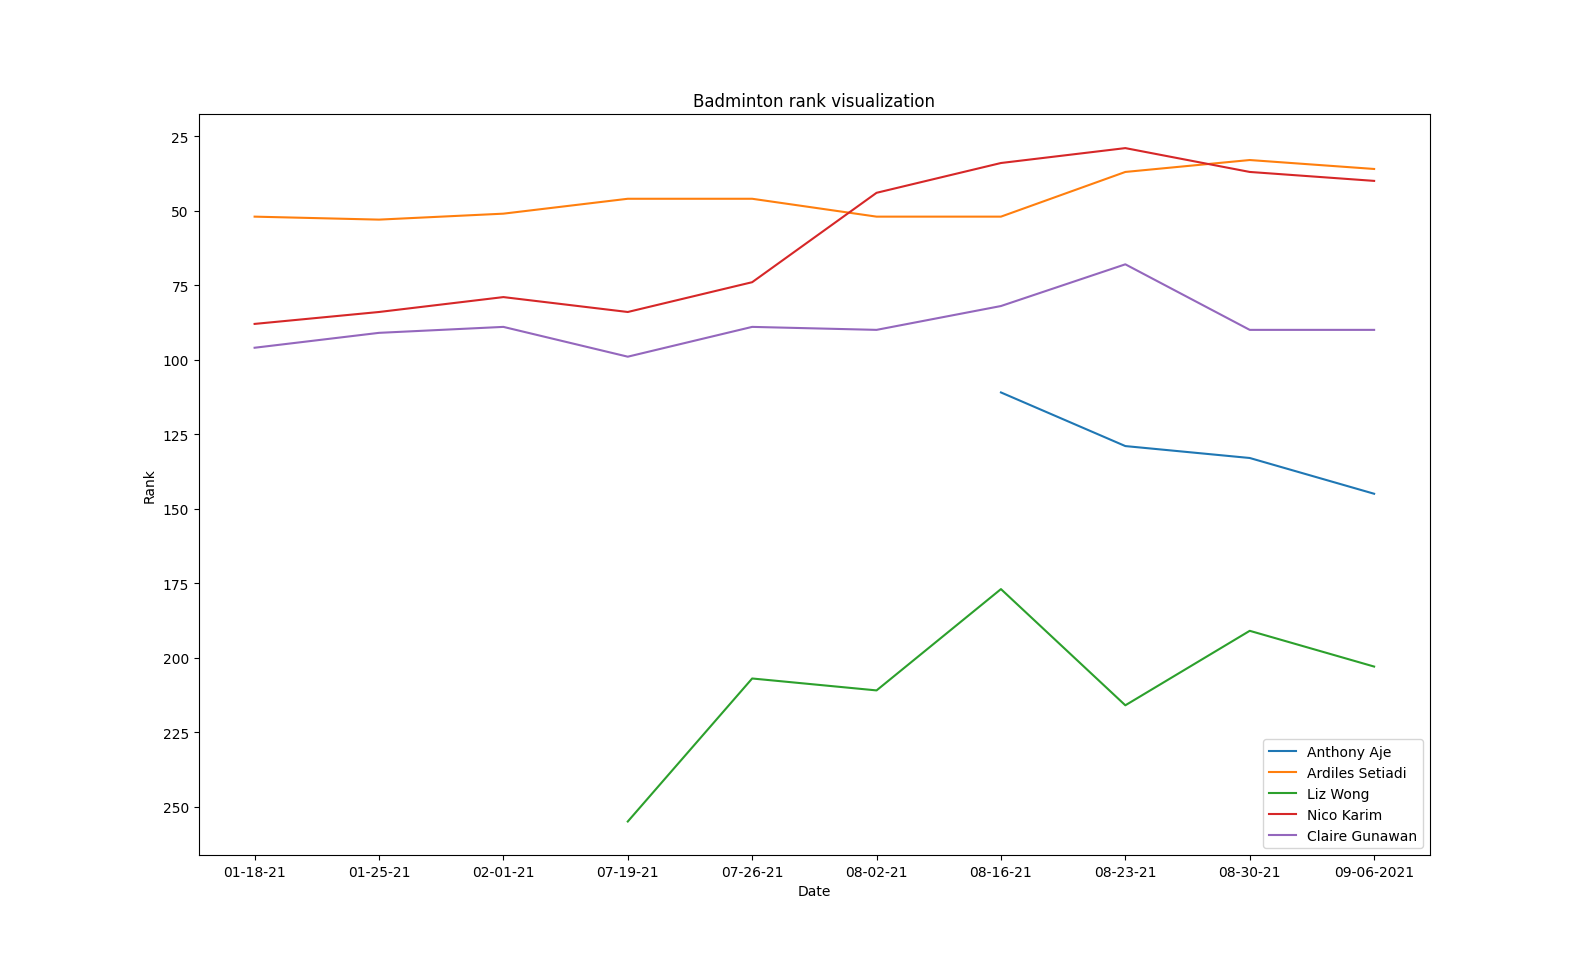 Badminton rank visualization
25
50
75
100
125
150
175
200
225
250
Rank
Anthony Aje
Ardiles Setiadi
Liz Wong
Nico Karim
Claire Gunawan
01-18-21 01-25-21 02-01-21 07-19-21 07-26-21 08-02-21 08-16-21 08-23-21 08-30-21 09-06-2021
Date